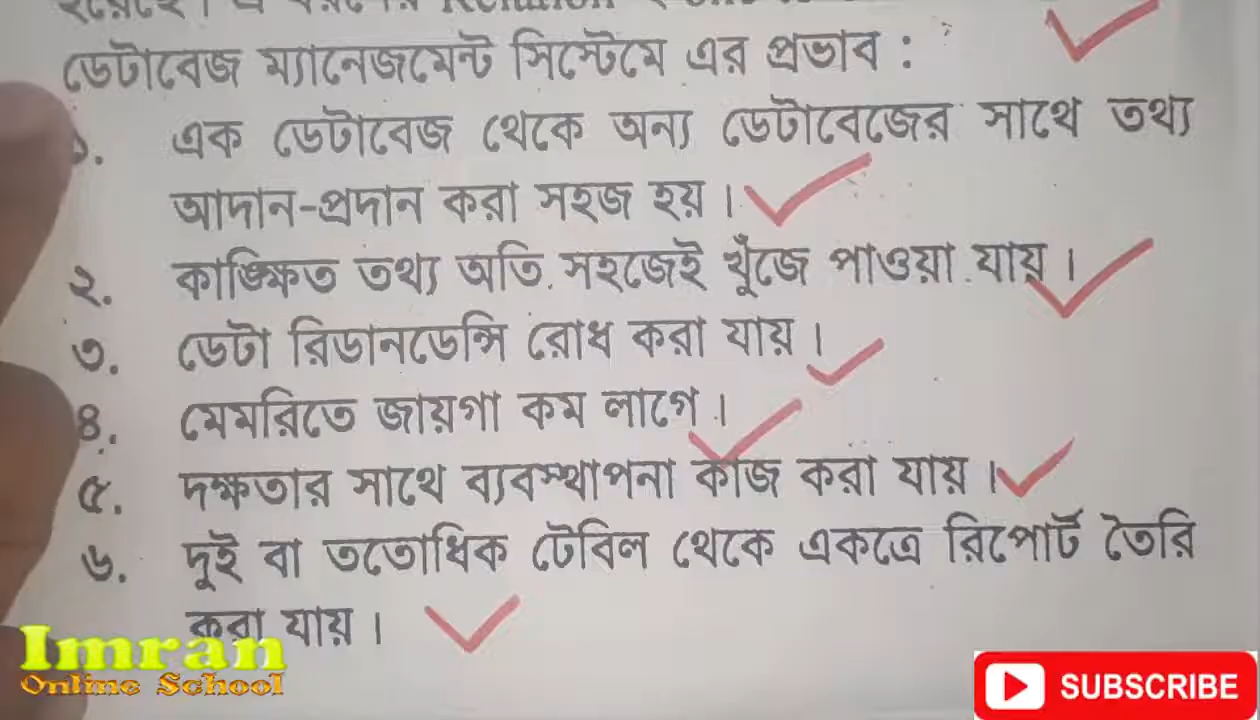 ডেটাবেজ ম্যানেজমেন্ট সিস্টেমে এর প্রভাব :
১. এক ডেটাবেজ থেকে অন্য ডেটাবেজের সাথে তথ্য
আদান-প্রদান করা সহজ হয়।
২. কাঙ্ক্ষিত তথ্য অতি সহজেই খুঁজে পাওয়া যায়।
৩. ডেটা রিডানডেন্সি রোধ করা যায়।
৪. মেমরিতে জায়গা কম লাগে।
৫. দক্ষতার সাথে ব্যবস্থাপনা কাজ করা যায়।
৬. দুই বা ততোধিক টেবিল থেকে একত্রে রিপোর্ট তৈরি
করা যায়।
Imran
Online School
SUBSCRIBE